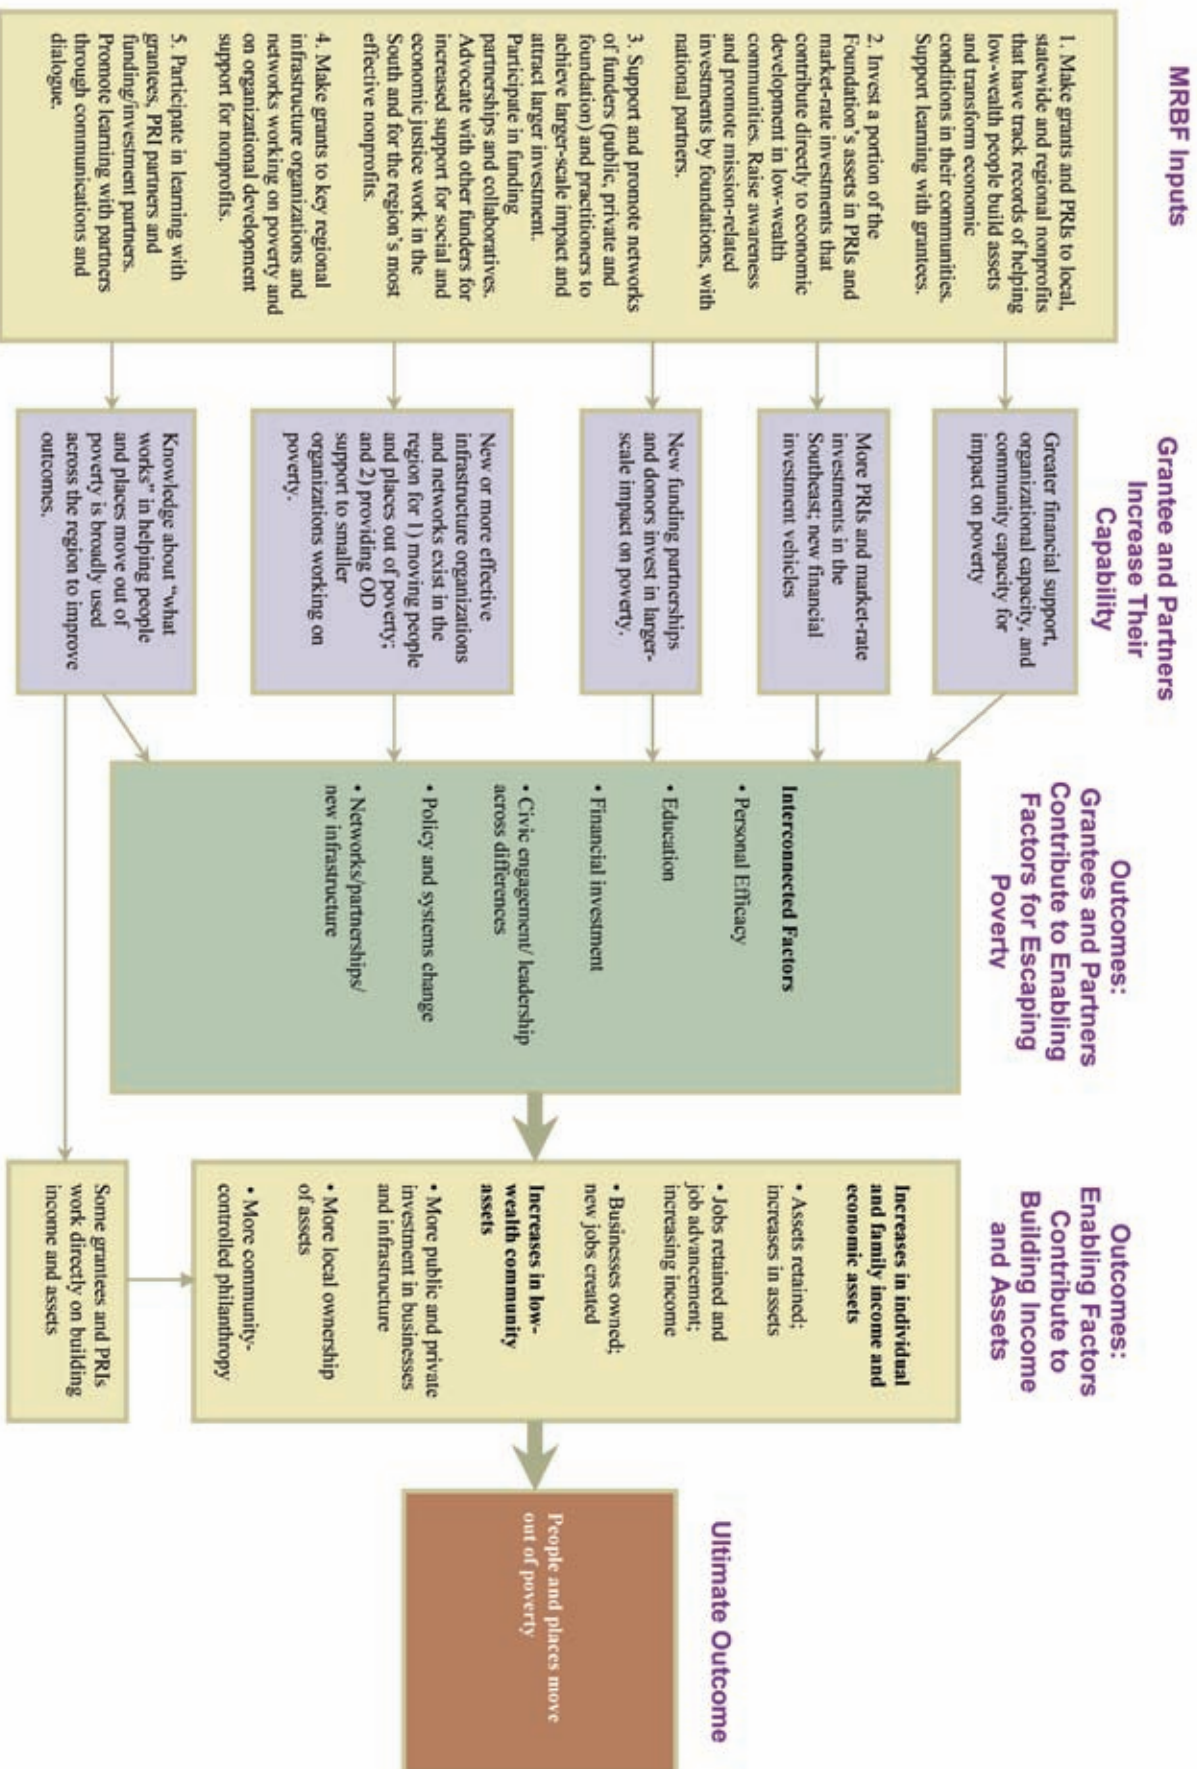 MRBF Inputs
1. Make grants and PRIs to local,
statewide and regional nonprofits
that have track records of helping
low-wealth people build assets
and transform economic
conditions in their communities.
Support learning with grantees.
2. Invest a portion of the
Foundation's assets in PRIs and
market-rate investments that
contribute directly to economic
development in low-wealth
communities. Raise awareness
and promote mission-related
investments by foundations, with
national partners.
3. Support and promote networks
of funders (public, private and
foundation) and practitioners to
achieve larger-scale impact and
attract larger investment.
Participate in funding
partnerships and collaboratives.
Advocate with other funders for
increased support for social and
economic justice work in the
South and for the region's most
effective nonprofits.
4. Make grants to key regional
infrastructure organizations and
networks working on poverty and
on organizational development
support for nonprofits.
5. Participate in learning with
grantees, PRI partners and
funding/investment partners.
Promote learning with partners
through communications and
dialogue.
Grantee and Partners
Increase Their
Capability
Greater financial support,
organizational capacity, and
community capacity for
impact on poverty
More PRIs and market-rate
investments in the
Southeast; new financial
investment vehicles
New funding partnerships
and donors invest in larger-
scale impact on poverty.
New or more effective
infrastructure organizations
and networks exist in the
region for 1) moving people
and places out of poverty;
and 2) providing OD
support to smaller
organizations working on
poverty.
Knowledge about "what
works" in helping people
and places move out of
poverty is broadly used
across the region to improve
outcomes.
Outcomes:
Grantees and Partners
Contribute to Enabling
Factors for Escaping
Poverty
Interconnected Factors
• Personal Efficacy
• Education
• Financial investment
• Civic engagement/ leadership
across differences
• Policy and systems change
• Networks/partnerships/
new infrastructure
Outcomes:
Enabling Factors
Contribute to
Building Income
and Assets
Increases in individual
and family income and
economic assets
• Assets retained;
increases in assets
• Jobs retained and
job advancement;
increasing income
• Businesses owned;
new jobs created
Increases in low-
wealth community
assets
• More public and private
investment in businesses
and infrastructure
• More local ownership
of assets
• More community-
controlled philanthropy
Some grantees and PRIs
work directly on building
income and assets
Ultimate Outcome
People and places move
out of poverty